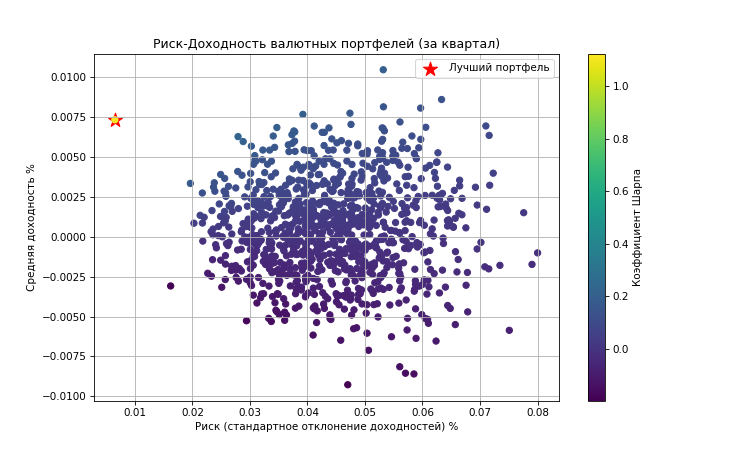 Риск-Доходность валютных портфелей (за квартал)
Лучший портфель
Средняя доходность %
0.0100
0.0075
0.0050
0.0025
0.0000
−0.0025
−0.0050
−0.0075
−0.0100
0.01 0.02 0.03 0.04 0.05 0.06 0.07 0.08
Риск (стандартное отклонение доходностей) %
1.0
0.8
0.6
0.4
0.2
0.0
Коэффициент Шарпа